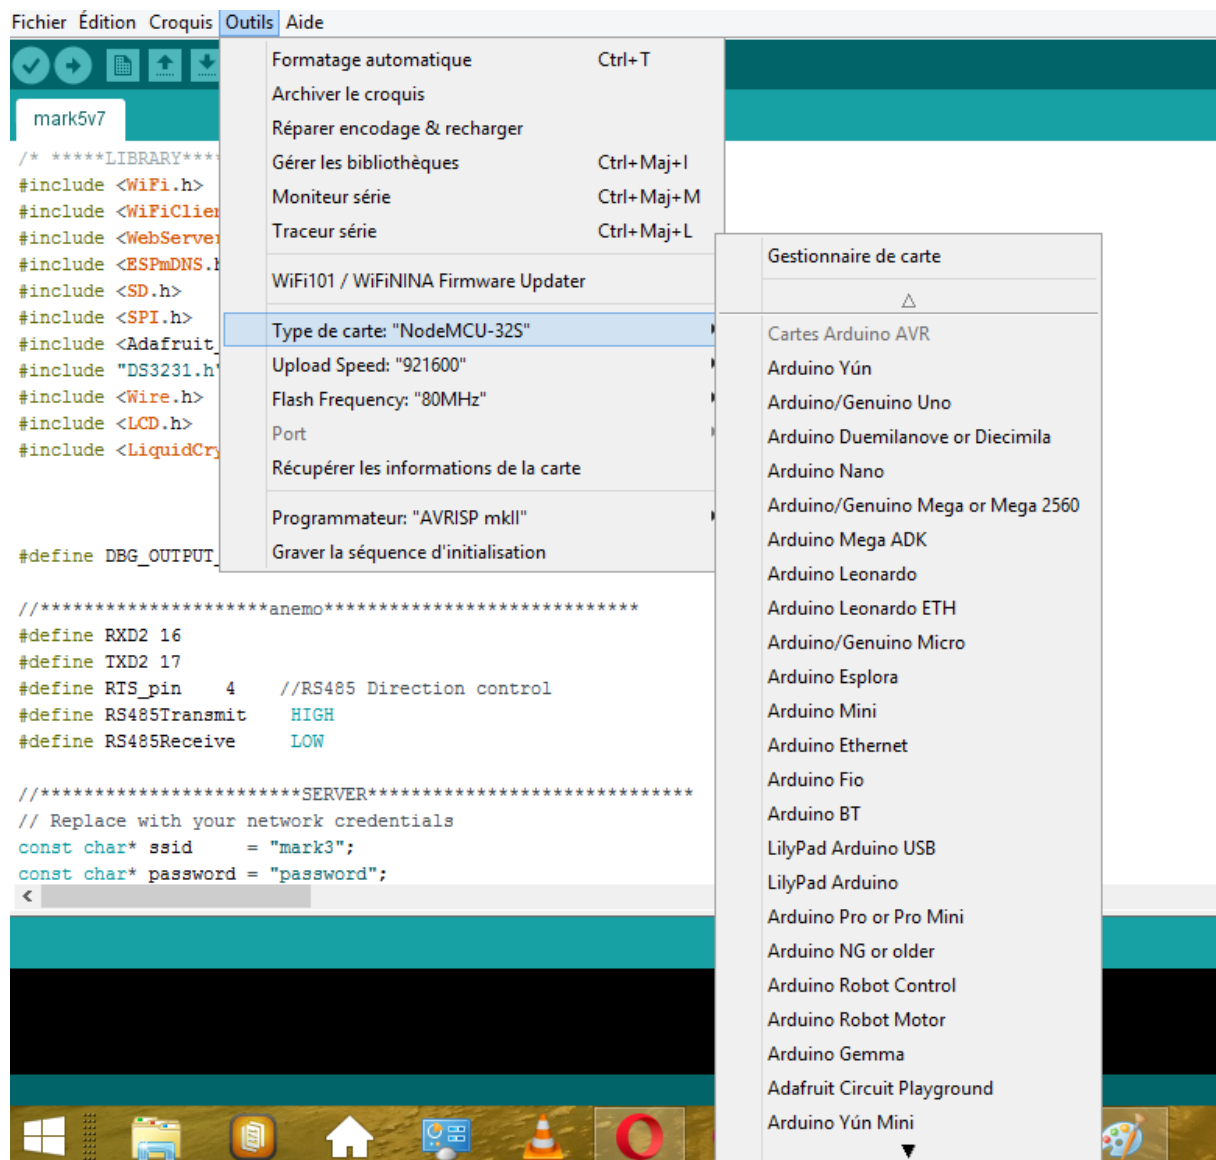 Fichier Édition Croquis Outils Aide
Formatage automatique Ctrl+T
Archiver le croquis
Réparer encodage & recharger
Gérer les bibliothèques Ctrl+Maj+I
Moniteur série Ctrl+Maj+M
Traceur série Ctrl+Maj+L
WiFi101 / WiFiNINA Firmware Updater
Type de carte: "NodeMCU-32S"
Upload Speed: "921600"
Flash Frequency: "80MHz"
Port
Récupérer les informations de la carte
Programmateur: "AVRISP mkII"
Graver la séquence d'initialisation
Gestionnaire de carte
△
Cartes Arduino AVR
Arduino Yún
Arduino/Genuino Uno
Arduino Duemilanove or Diecimila
Arduino Nano
Arduino/Genuino Mega or Mega 2560
Arduino Mega ADK
Arduino Leonardo
Arduino Leonardo ETH
Arduino/Genuino Micro
Arduino Esplora
Arduino Mini
Arduino Ethernet
Arduino Fio
Arduino BT
LilyPad Arduino USB
LilyPad Arduino
Arduino Pro or Pro Mini
Arduino NG or older
Arduino Robot Control
Arduino Robot Motor
Arduino Gemma
Adafruit Circuit Playground
Arduino Yún Mini
▼
mark5v7
/* *****LIBRARY****
#include <WiFi.h>
#include <WiFiClien
#include <WebServer
#include <ESPmDNS.h
#include <SD.h>
#include <SPI.h>
#include <Adafruit_
#include "DS3231.h"
#include <Wire.h>
#include <LCD.h>
#include <LiquidCry
#define DBG_OUTPUT_
//*********************anemo*****************************
#define RXD2 16
#define TXD2 17
#define RTS_pin 4 //RS485 Direction control
#define RS485Transmit HIGH
#define RS485Receive LOW
//************************SERVER******************************
// Replace with your network credentials
const char* ssid = "mark3";
const char* password = "password";